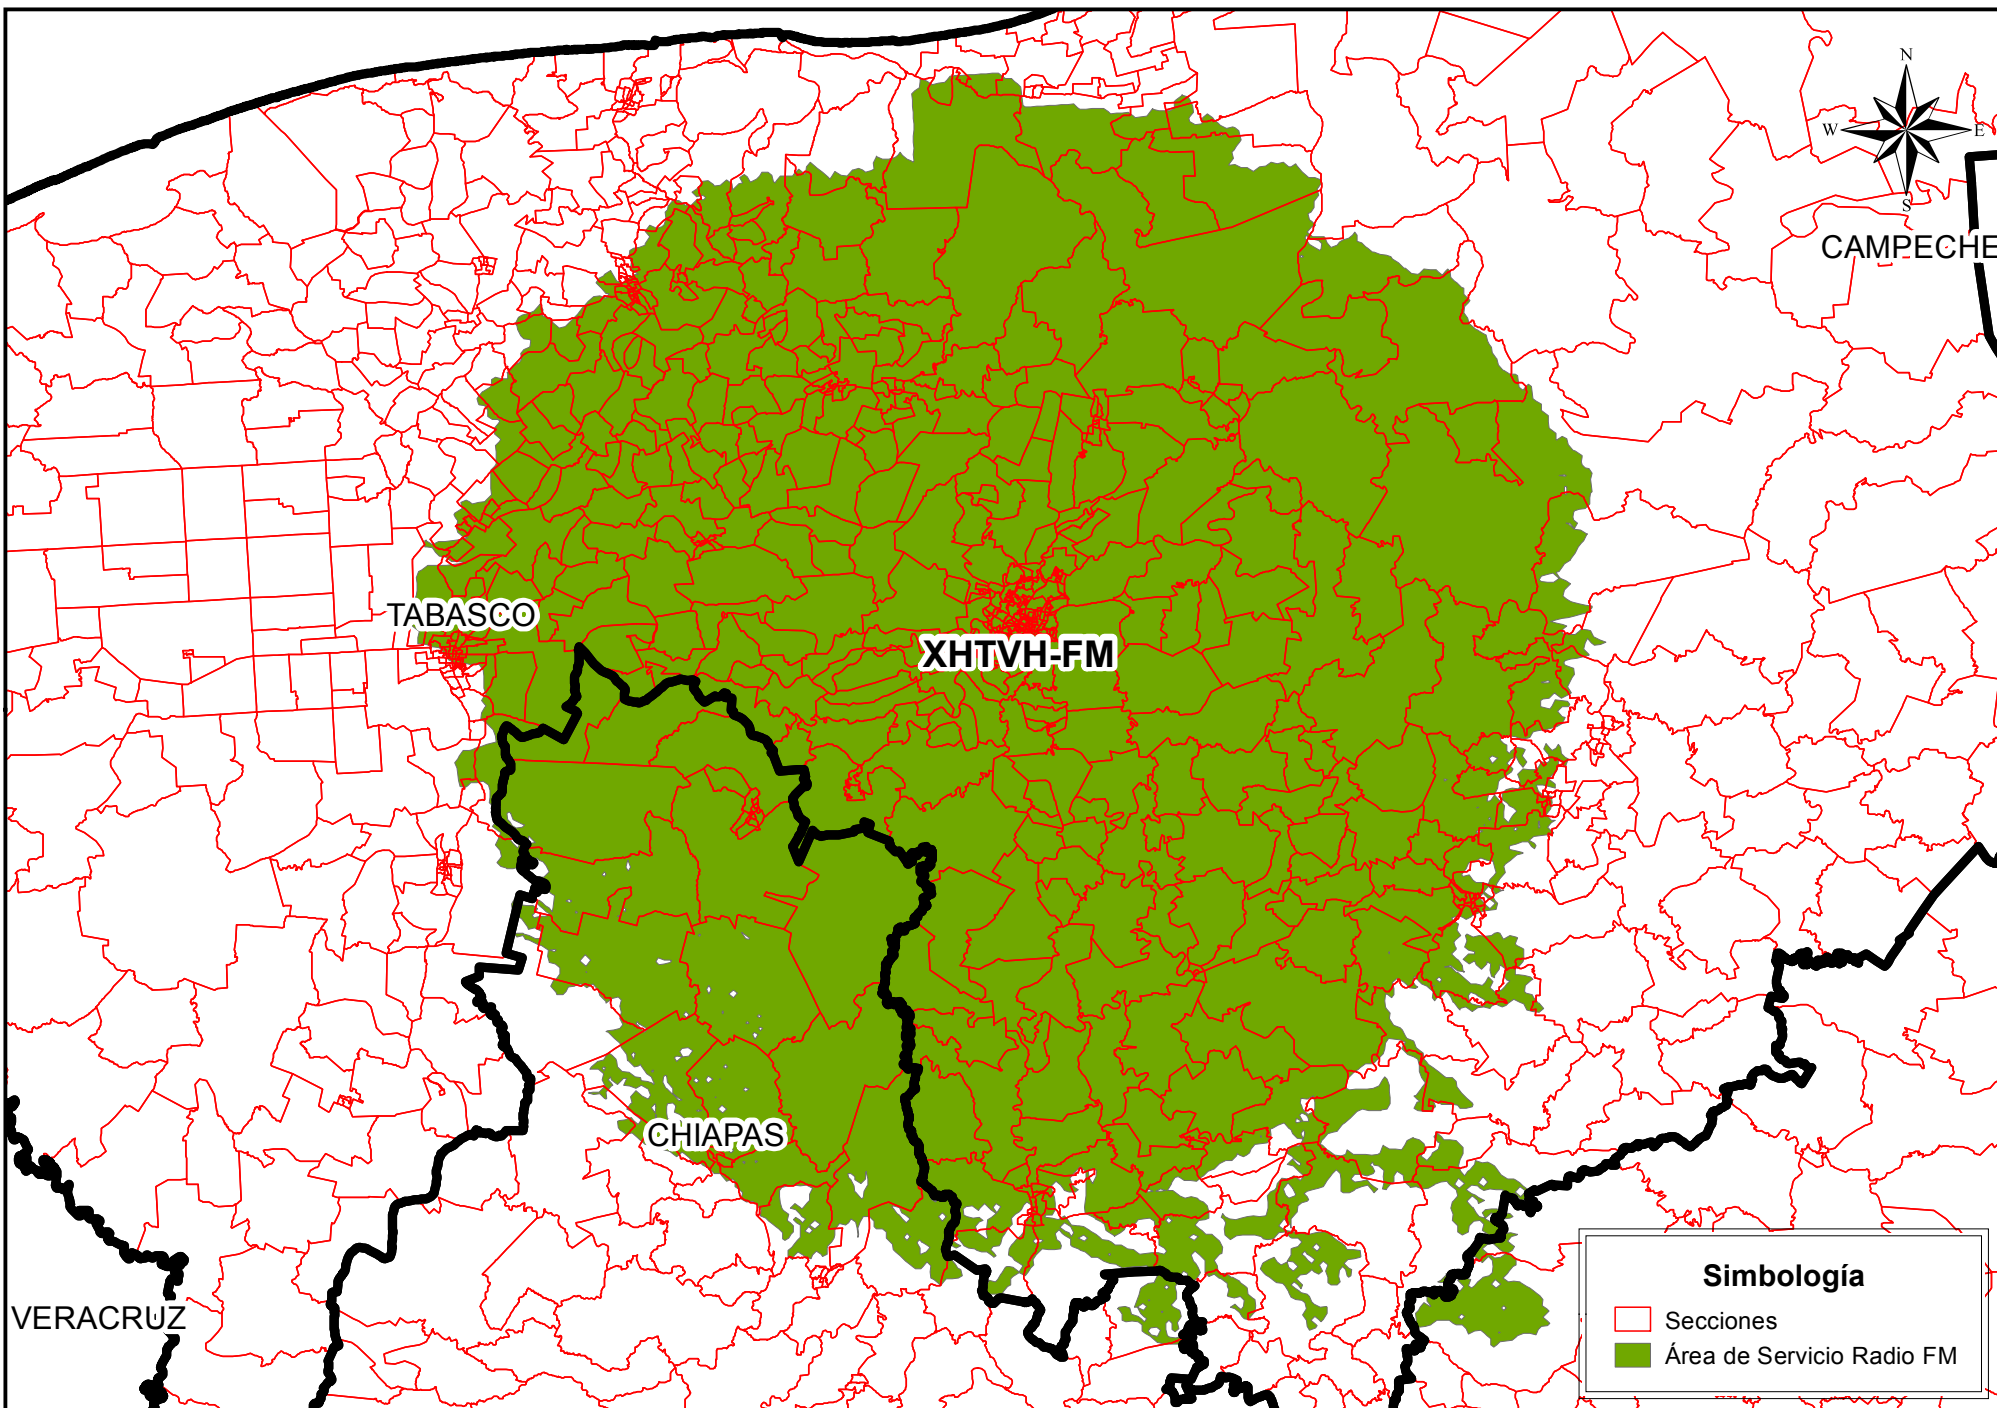 N
W E
S
CAMPECHE
TABASCO
XHTVH-FM
CHIAPAS
VERACRUZ
Simbología
Secciones
Área de Servicio Radio FM